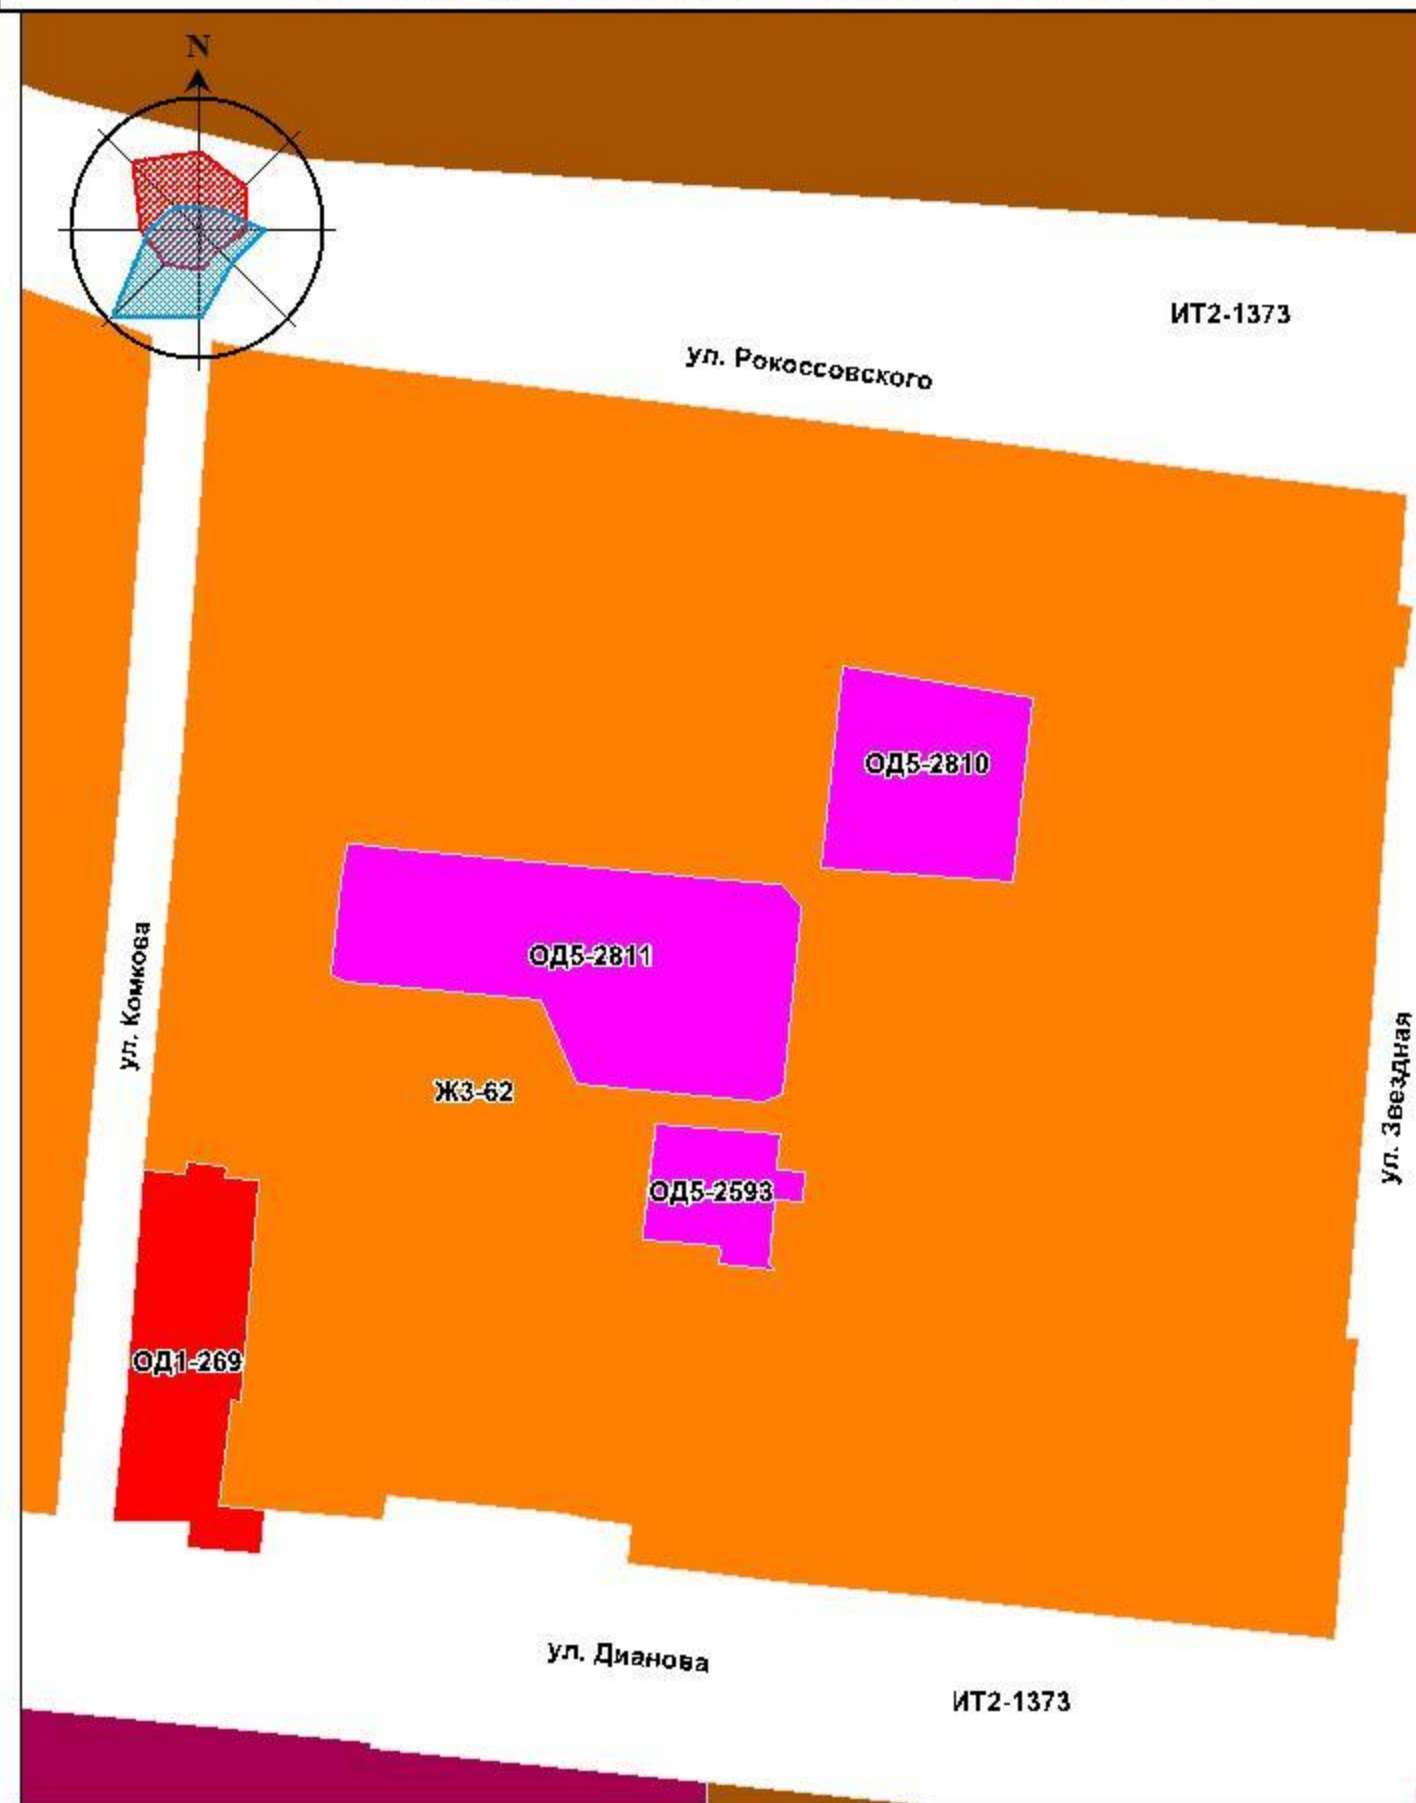 N
ИТ2-1373
ул. Рокоссовского
ОД5-2810
ОД5-2811
ул. Комкова
ул. Звездная
Ж3-62
ОД5-2593
ОД1-269
ул. Дианова
ИТ2-1373